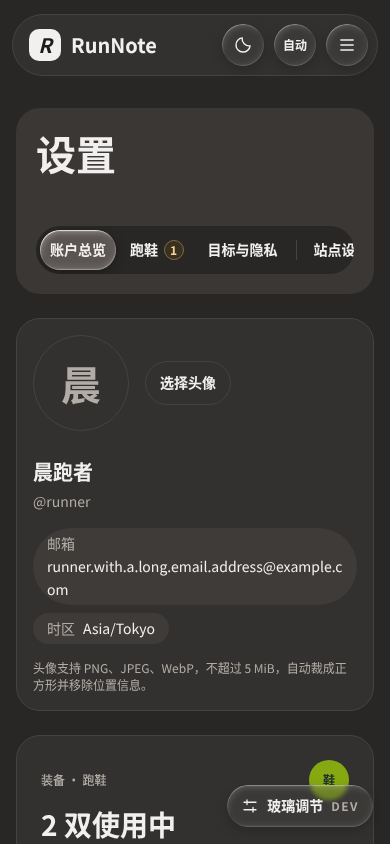 R RunNote 自动
设置
账户总览 跑鞋 1 目标与隐私 站点设
晨 选择头像
晨跑者
@runner
邮箱
runner.with.a.long.email.address@example.c
om
时区 Asia/Tokyo
头像支持 PNG、JPEG、WebP，不超过 5 MiB，自动裁成正
方形并移除位置信息。
装备 · 跑鞋 鞋
玻璃调节 DEV
2 双使用中